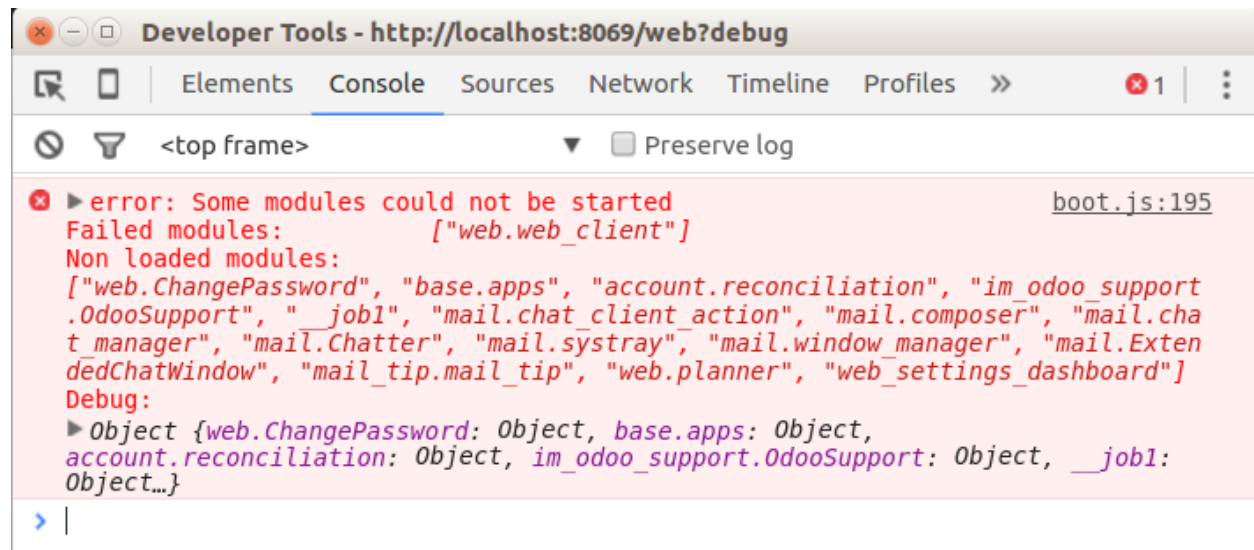 Developer Tools - http://localhost:8069/web?debug
Elements Console Sources Network Timeline Profiles » 1
<top frame> ▼ Preserve log
error: Some modules could not be started boot.js:195
Failed modules: ["web.web_client"]
Non loaded modules:
["web.ChangePassword", "base.apps", "account.reconciliation", "im_odoo_support
.OdooSupport", "__job1", "mail.chat_client_action", "mail.composer", "mail.cha
t_manager", "mail.Chatter", "mail.systray", "mail.window_manager", "mail.Exten
dedChatWindow", "mail_tip.mail_tip", "web.planner", "web_settings_dashboard"]
Debug:
Object {web.ChangePassword: Object, base.apps: Object,
account.reconciliation: Object, im_odoo_support.OdooSupport: Object, __job1:
Object…}
>